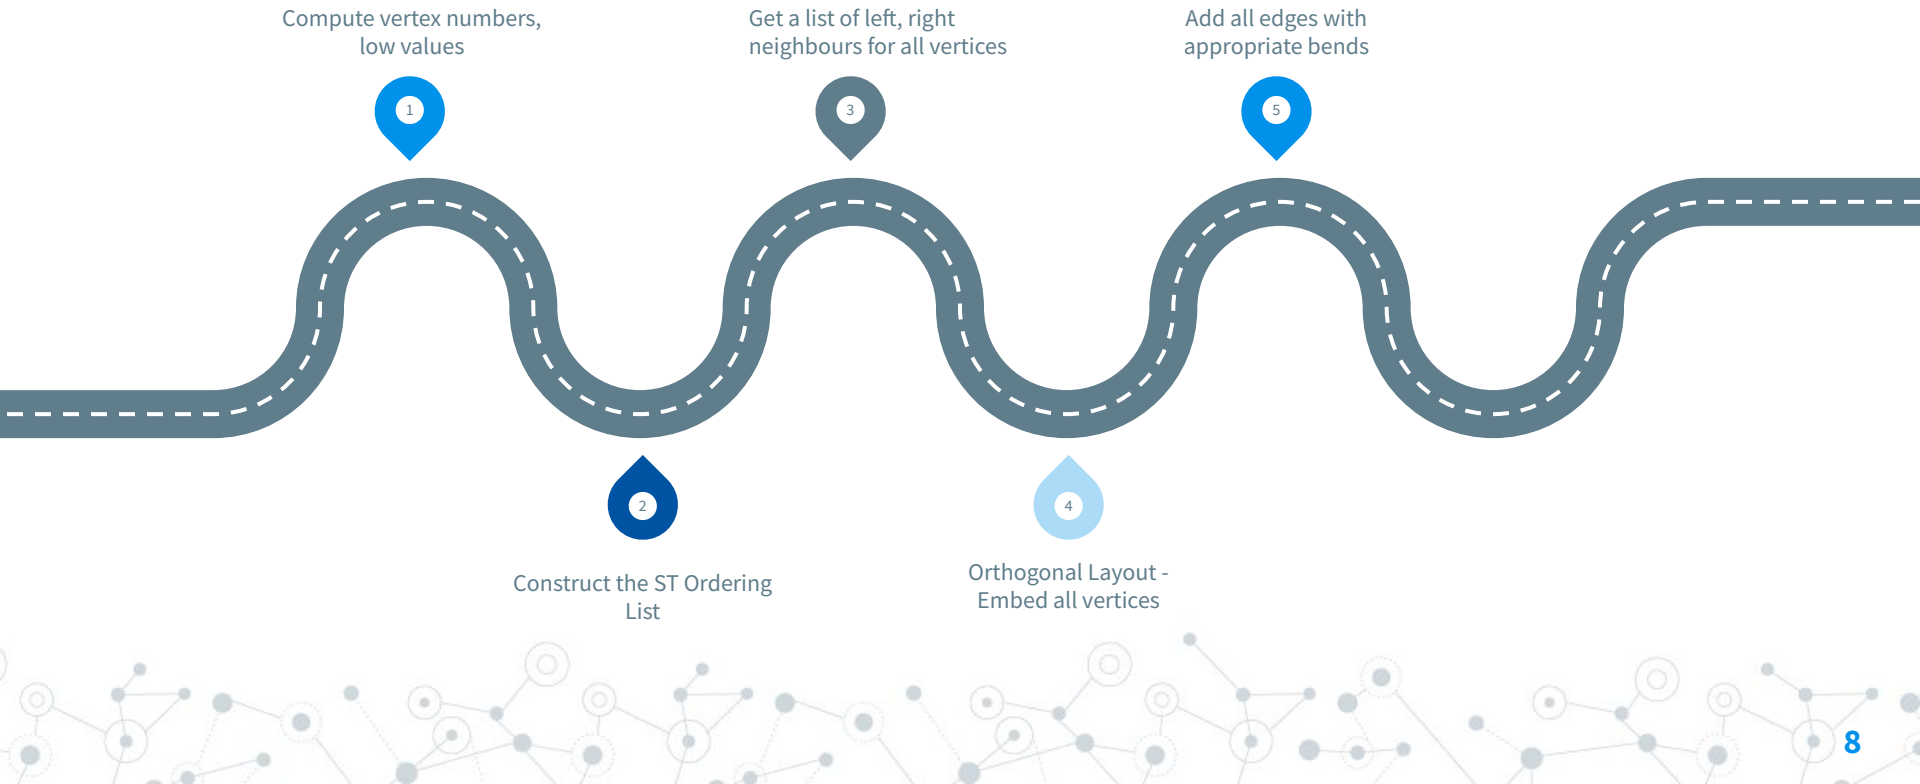 Compute vertex numbers,
low values
1
Get a list of left, right
neighbours for all vertices
3
Add all edges with
appropriate bends
5
2
Construct the ST Ordering
List
4
Orthogonal Layout -
Embed all vertices
8